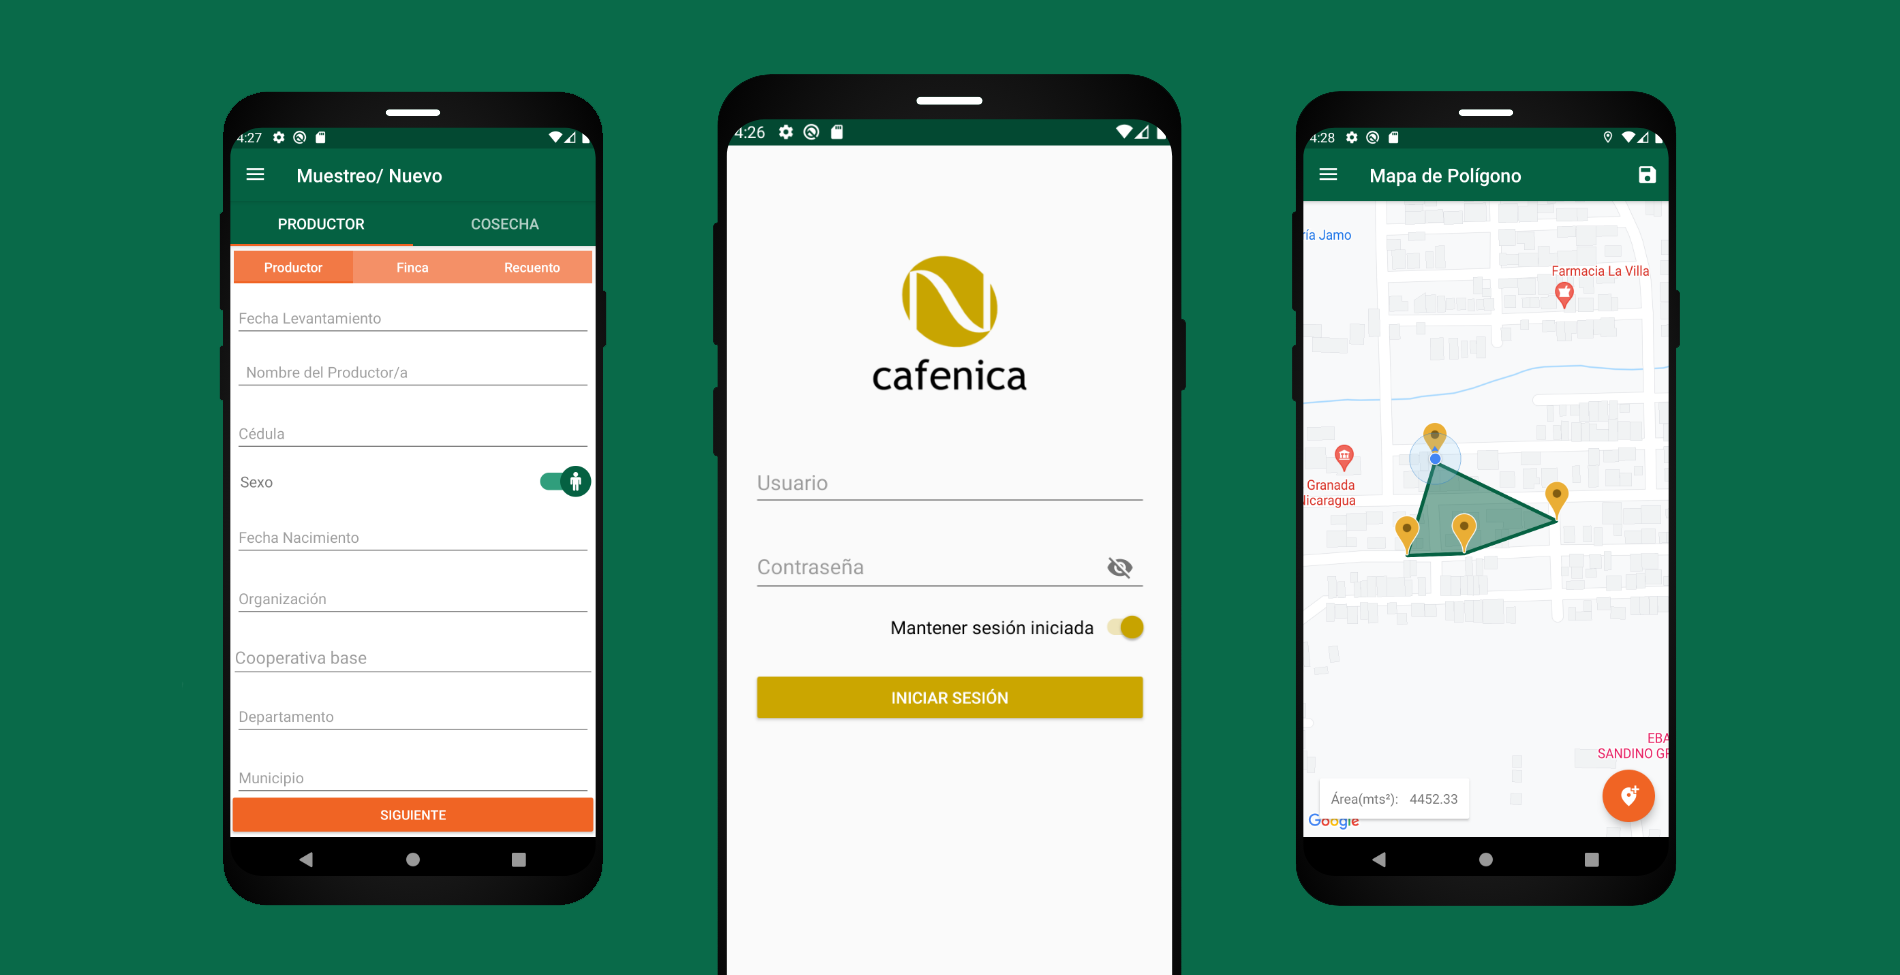 4:27
Muestreo/ Nuevo
PRODUCTOR COSECHA
Productor Finca Recuento
Fecha Levantamiento
Nombre del Productor/a
Cédula
Sexo
Fecha Nacimiento
Organización
Cooperativa base
Departamento
Municipio
SIGUIENTE
4:26
cafenica
Usuario
Contraseña
Mantener sesión iniciada
INICIAR SESIÓN
4:28
Mapa de Polígono
ría Jamo
Farmacia La Villa
Granada
Nicaragua
EBA
SANDINO GR
Área(mts²): 4452.33
Google